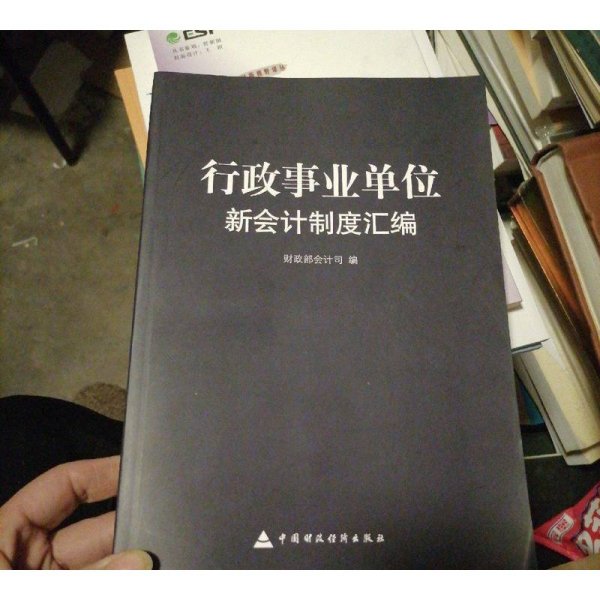 行政事业单位
新会计制度汇编
财政部会计司 编
中国财政经济出版社